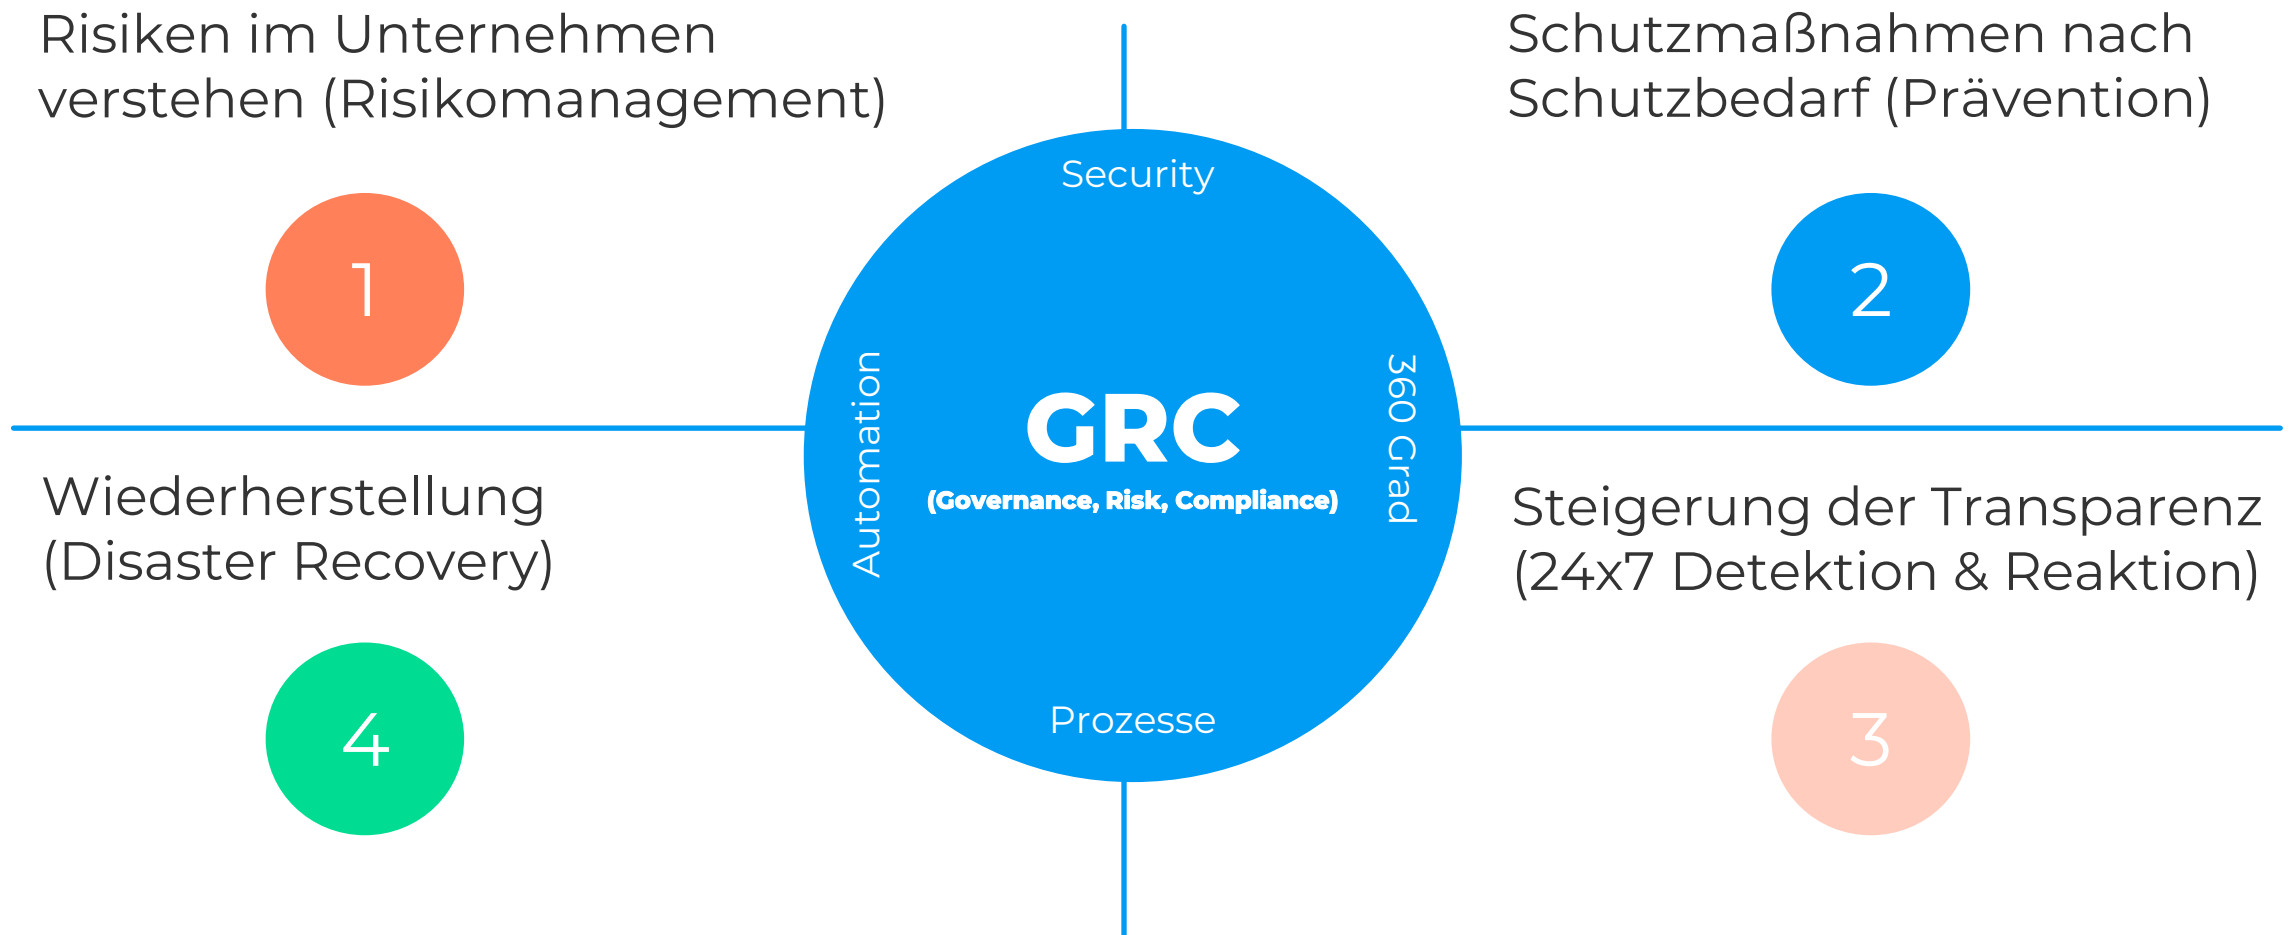 Risiken im Unternehmen
verstehen (Risikomanagement)
1
Schutzmaßnahmen nach
Schutzbedarf (Prävention)
2
Security
Automation
GRC
(Governance, Risk, Compliance)
360 Grad
Prozesse
Wiederherstellung
(Disaster Recovery)
4
Steigerung der Transparenz
(24x7 Detektion & Reaktion)
3